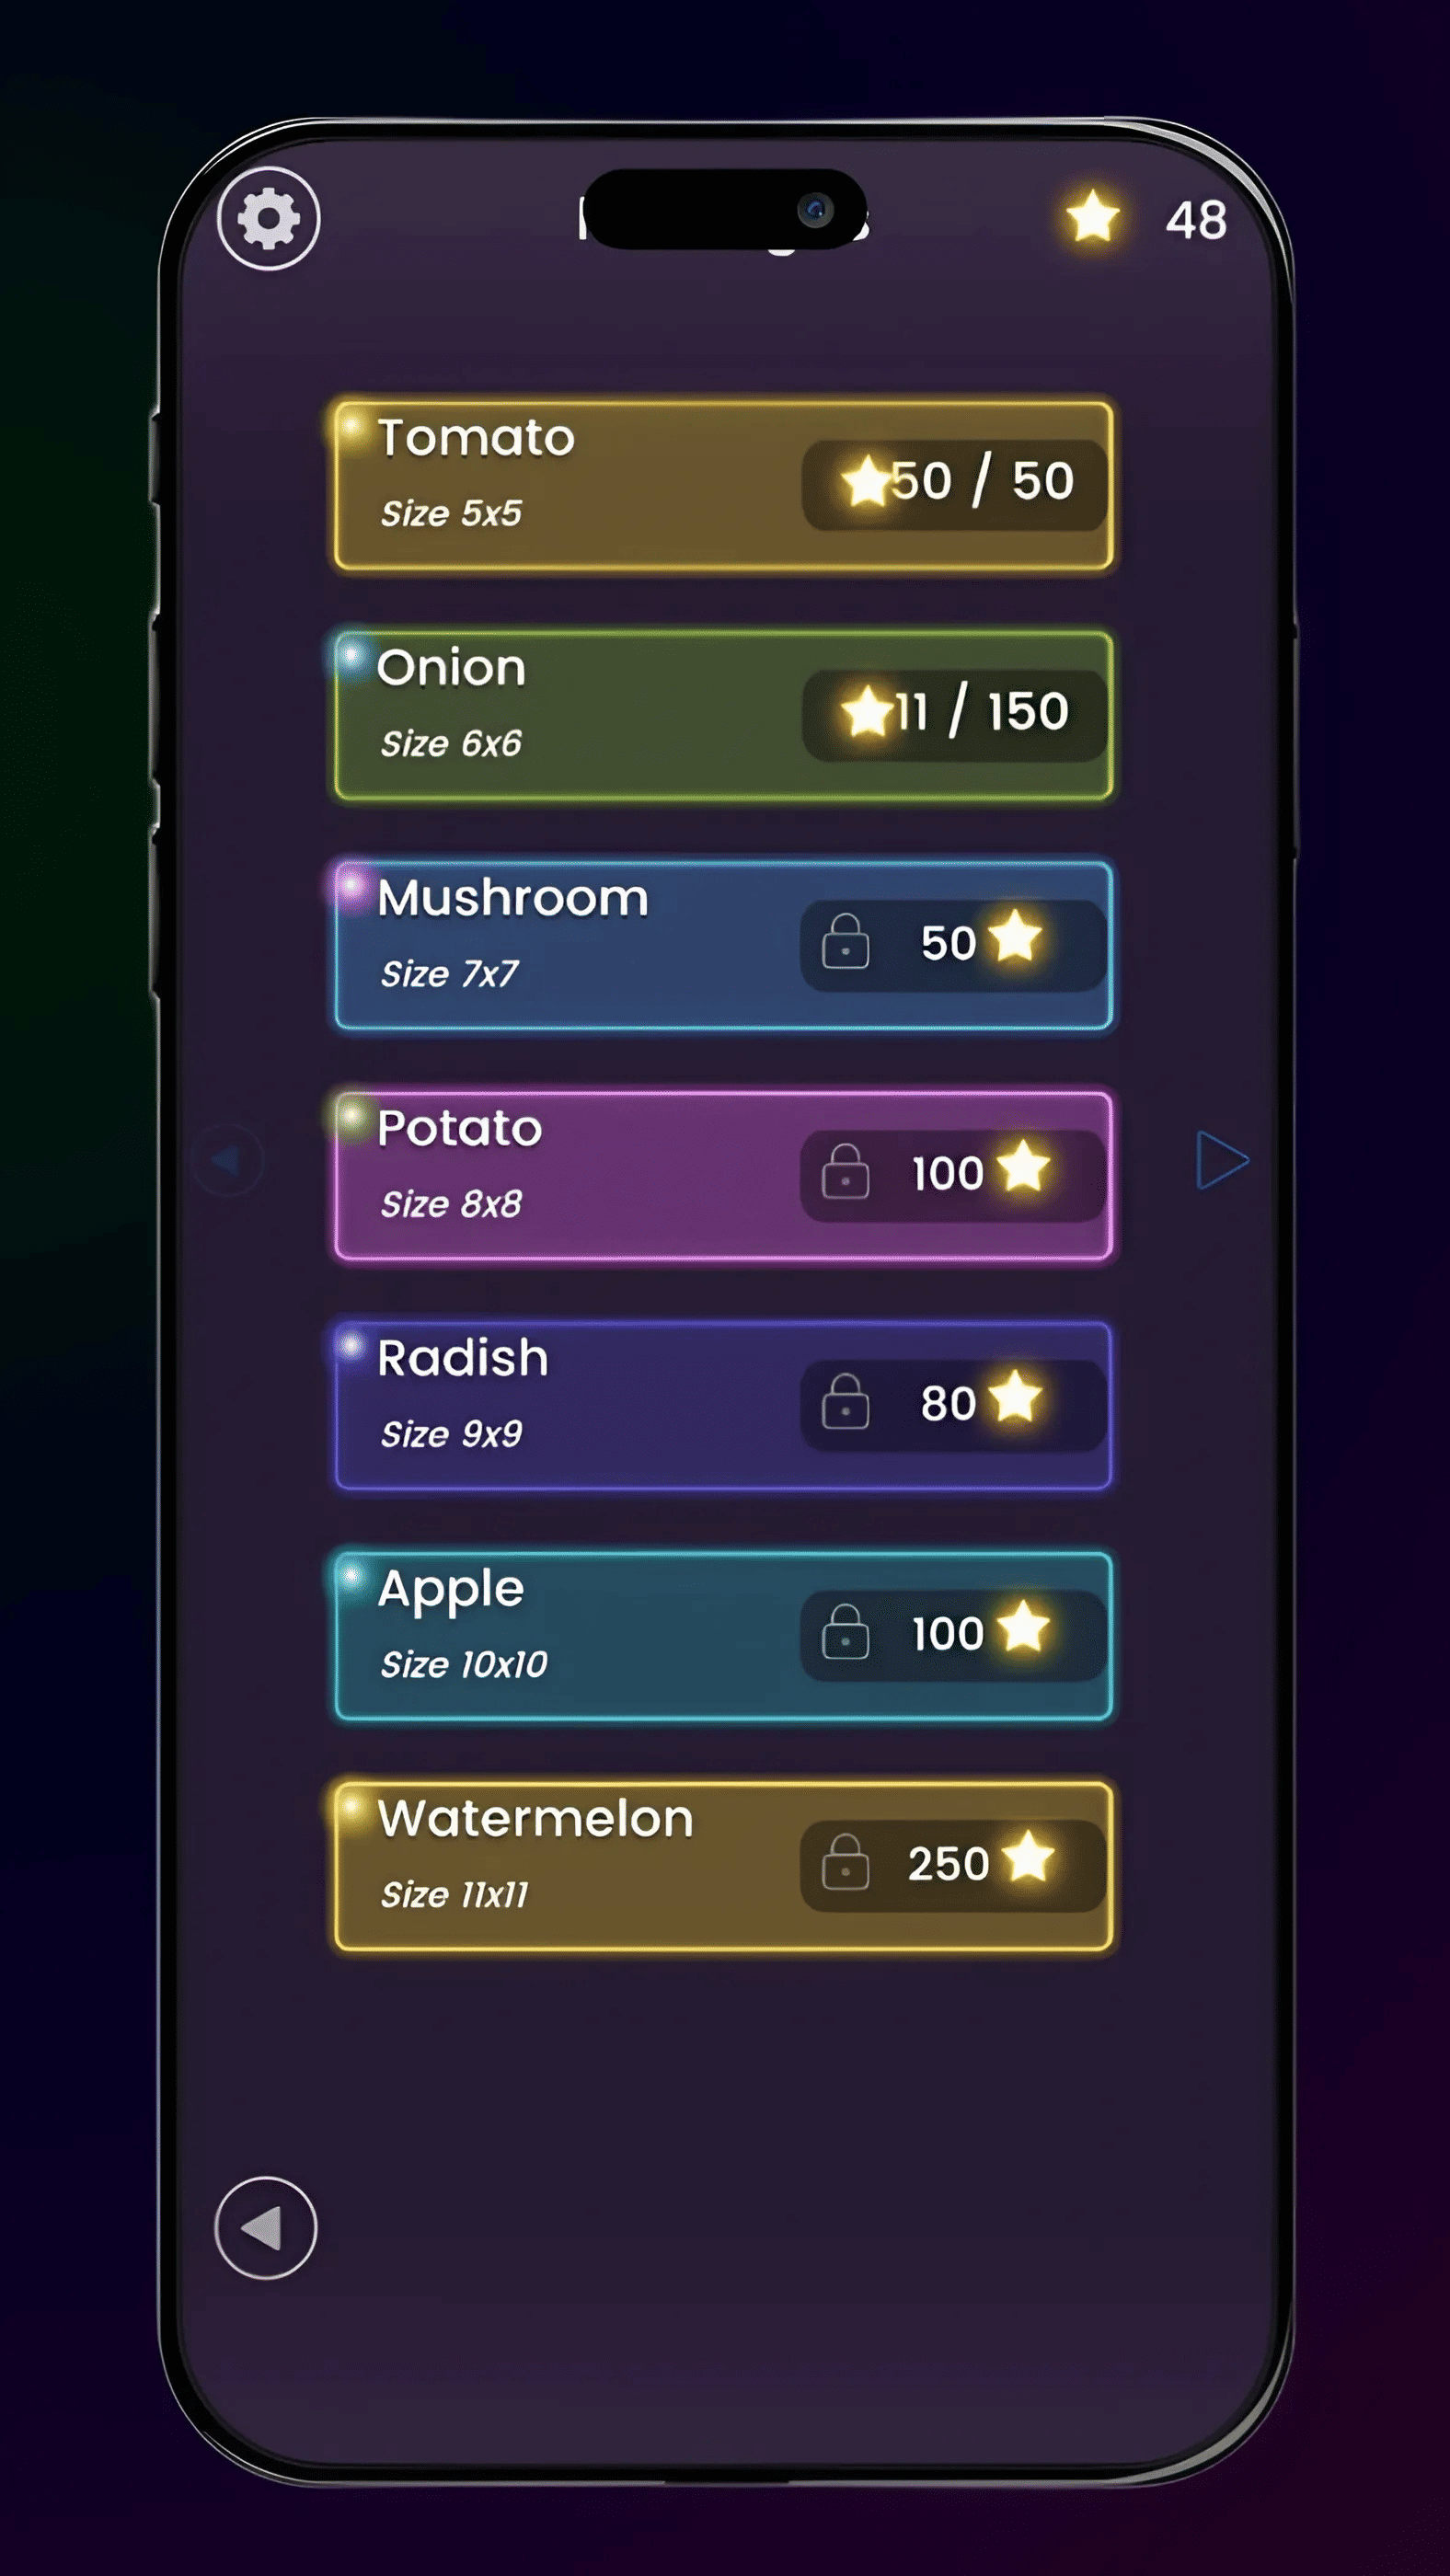 48
Tomato
50 / 50
Size 5x5
Onion
11 / 150
Size 6x6
Mushroom
50
Size 7x7
Potato
100
Size 8x8
Radish
80
Size 9x9
Apple
100
Size 10x10
Watermelon
250
Size 11x11